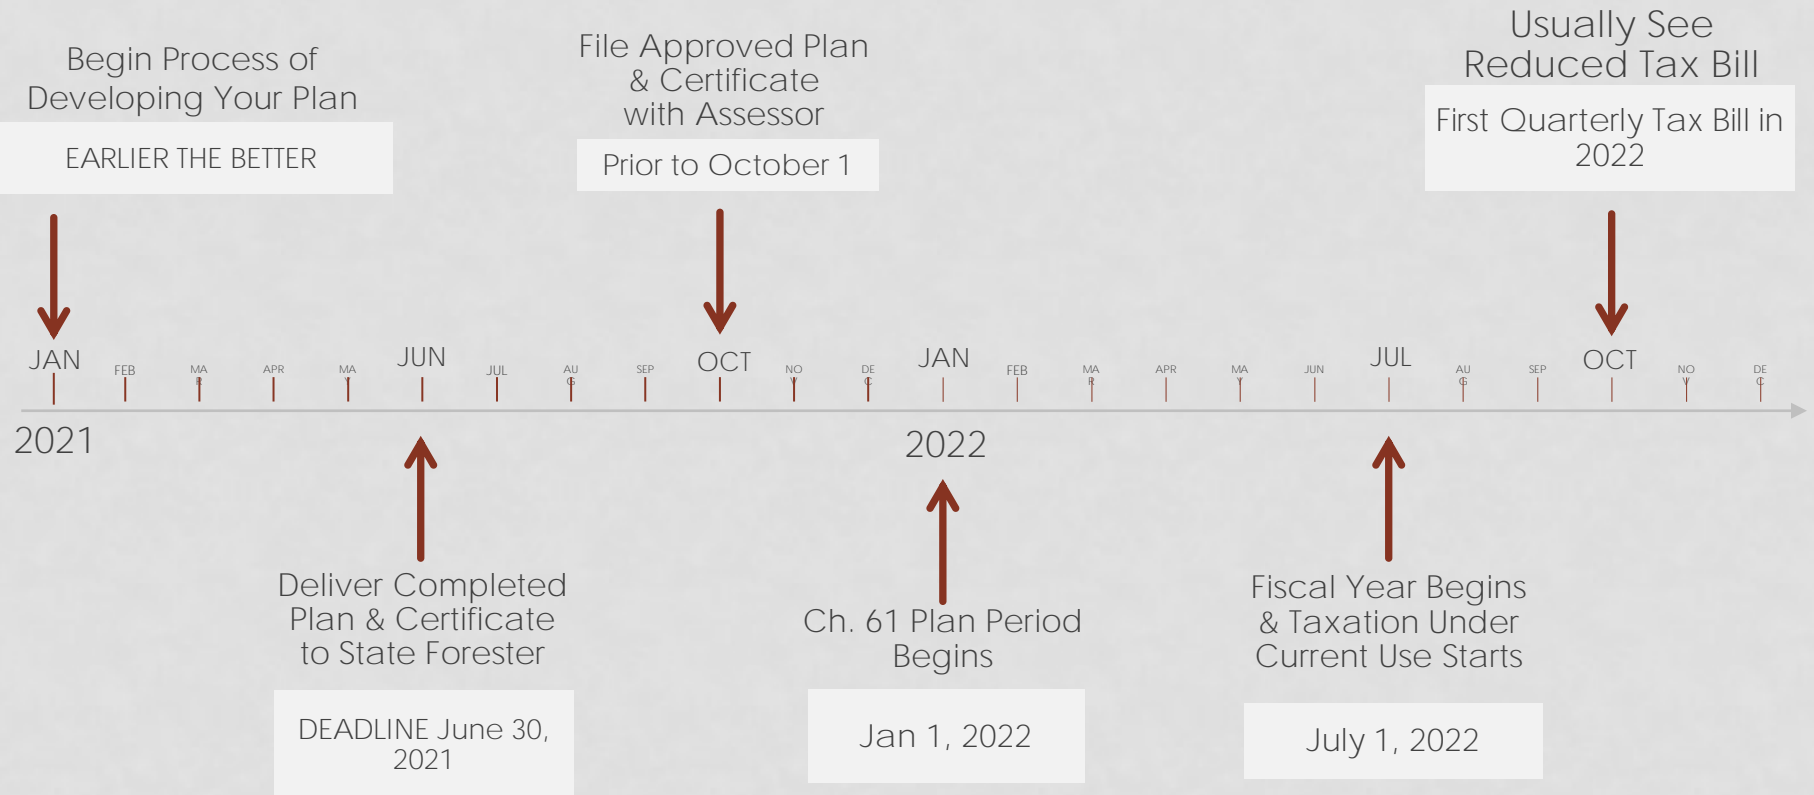 Begin Process of
Developing Your Plan
EARLIER THE BETTER
File Approved Plan
& Certificate
with Assessor
Prior to October 1
Usually See
Reduced Tax Bill
First Quarterly Tax Bill in
2022
JAN
FEB
MA
R
APR
MA
Y
JUN
JUL
AU
G
SEP
OCT
NO
V
DE
C
JAN
FEB
MA
R
APR
MA
Y
JUN
JUL
AU
G
SEP
OCT
NO
V
DE
C
2021
2022
Deliver Completed
Plan & Certificate
to State Forester
DEADLINE June 30,
2021
Ch. 61 Plan Period
Begins
Jan 1, 2022
Fiscal Year Begins
& Taxation Under
Current Use Starts
July 1, 2022